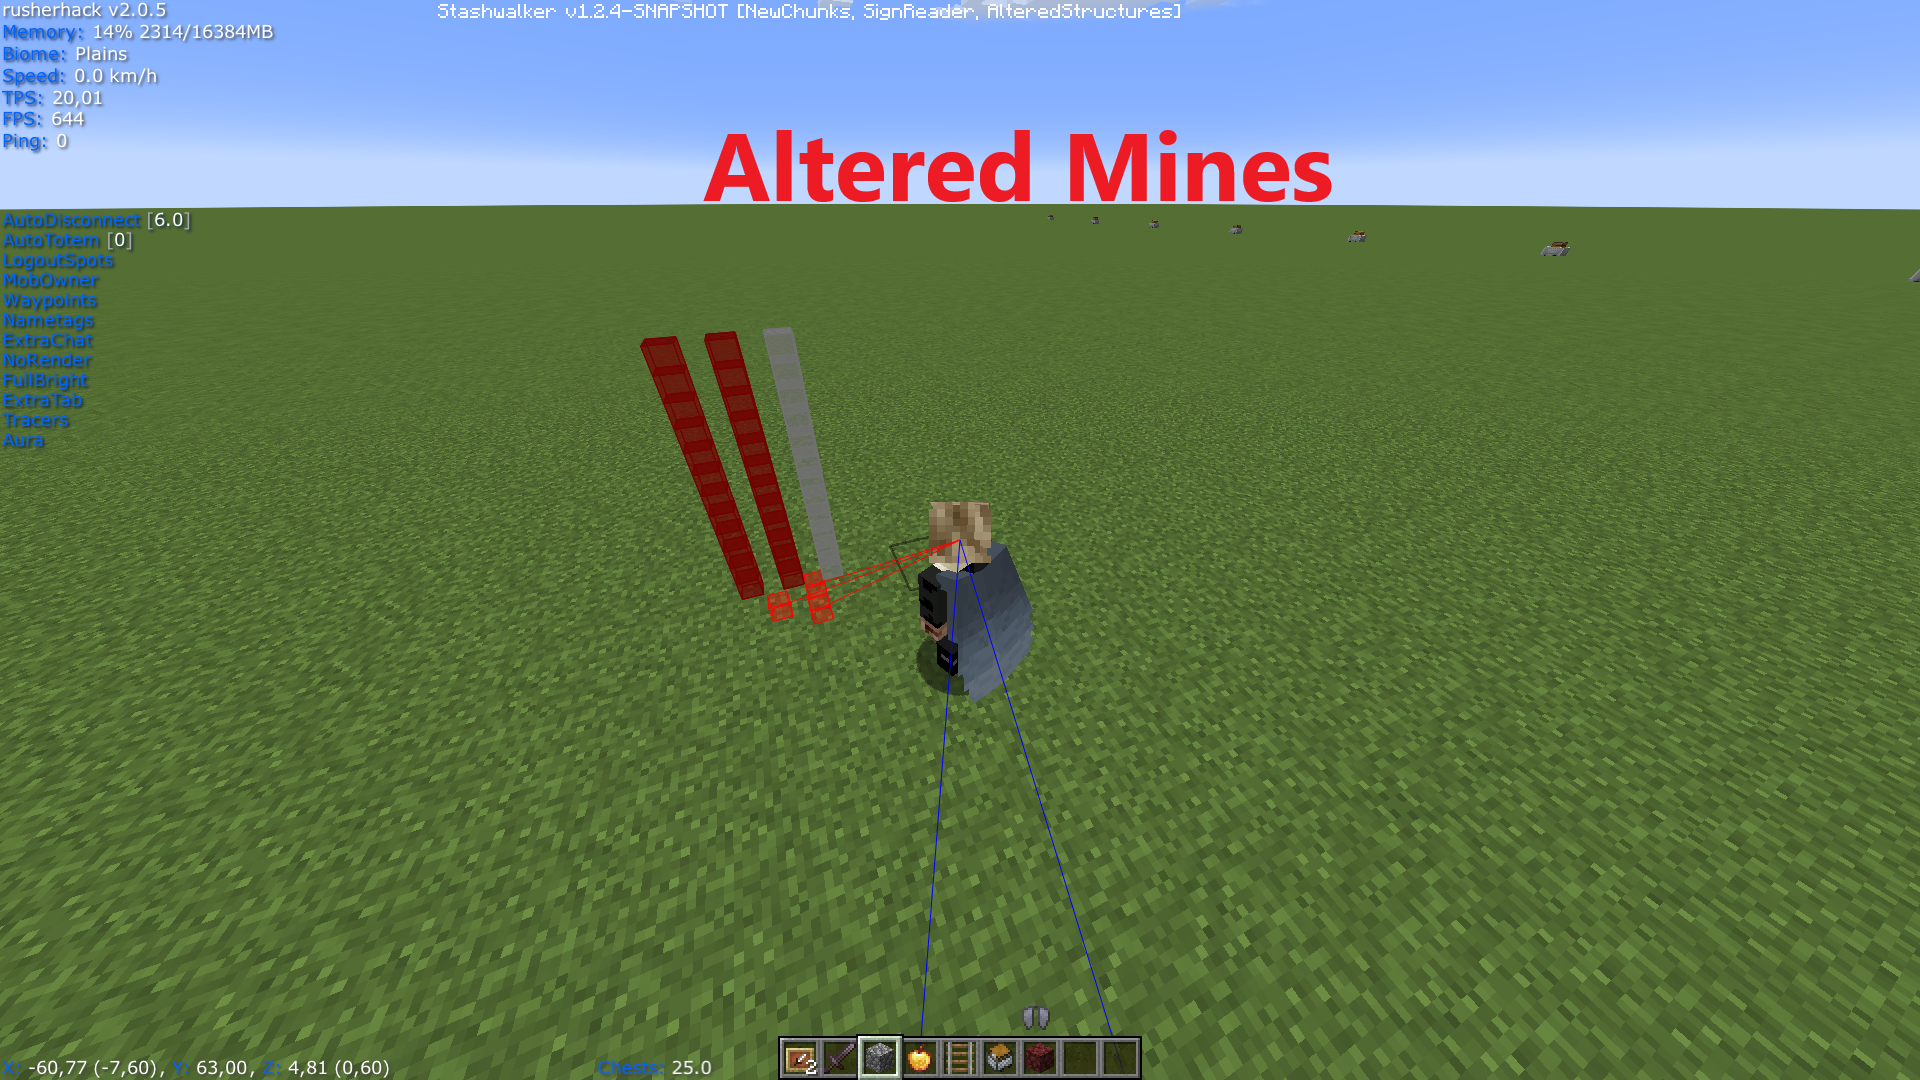 rusherhack v2.0.5
Stashwalker v1.2.4-SNAPSHOT [NewChunks, SignReader, AlteredStructures]
Memory: 14% 2314/16384MB
Biome: Plains
Speed: 0.0 km/h
TPS: 20,01
FPS: 644
Ping: 0
Altered Mines
AutoDisconnect [6.0]
AutoTotem [0]
LogoutSpots
MobOwner
Waypoints
Nametags
ExtraChat
NoRender
FullBright
ExtraTab
Tracers
Aura
2
X: -60,77 (-7,60), Y: 63,00, Z: 4,81 (0,60)
Chests: 25.0